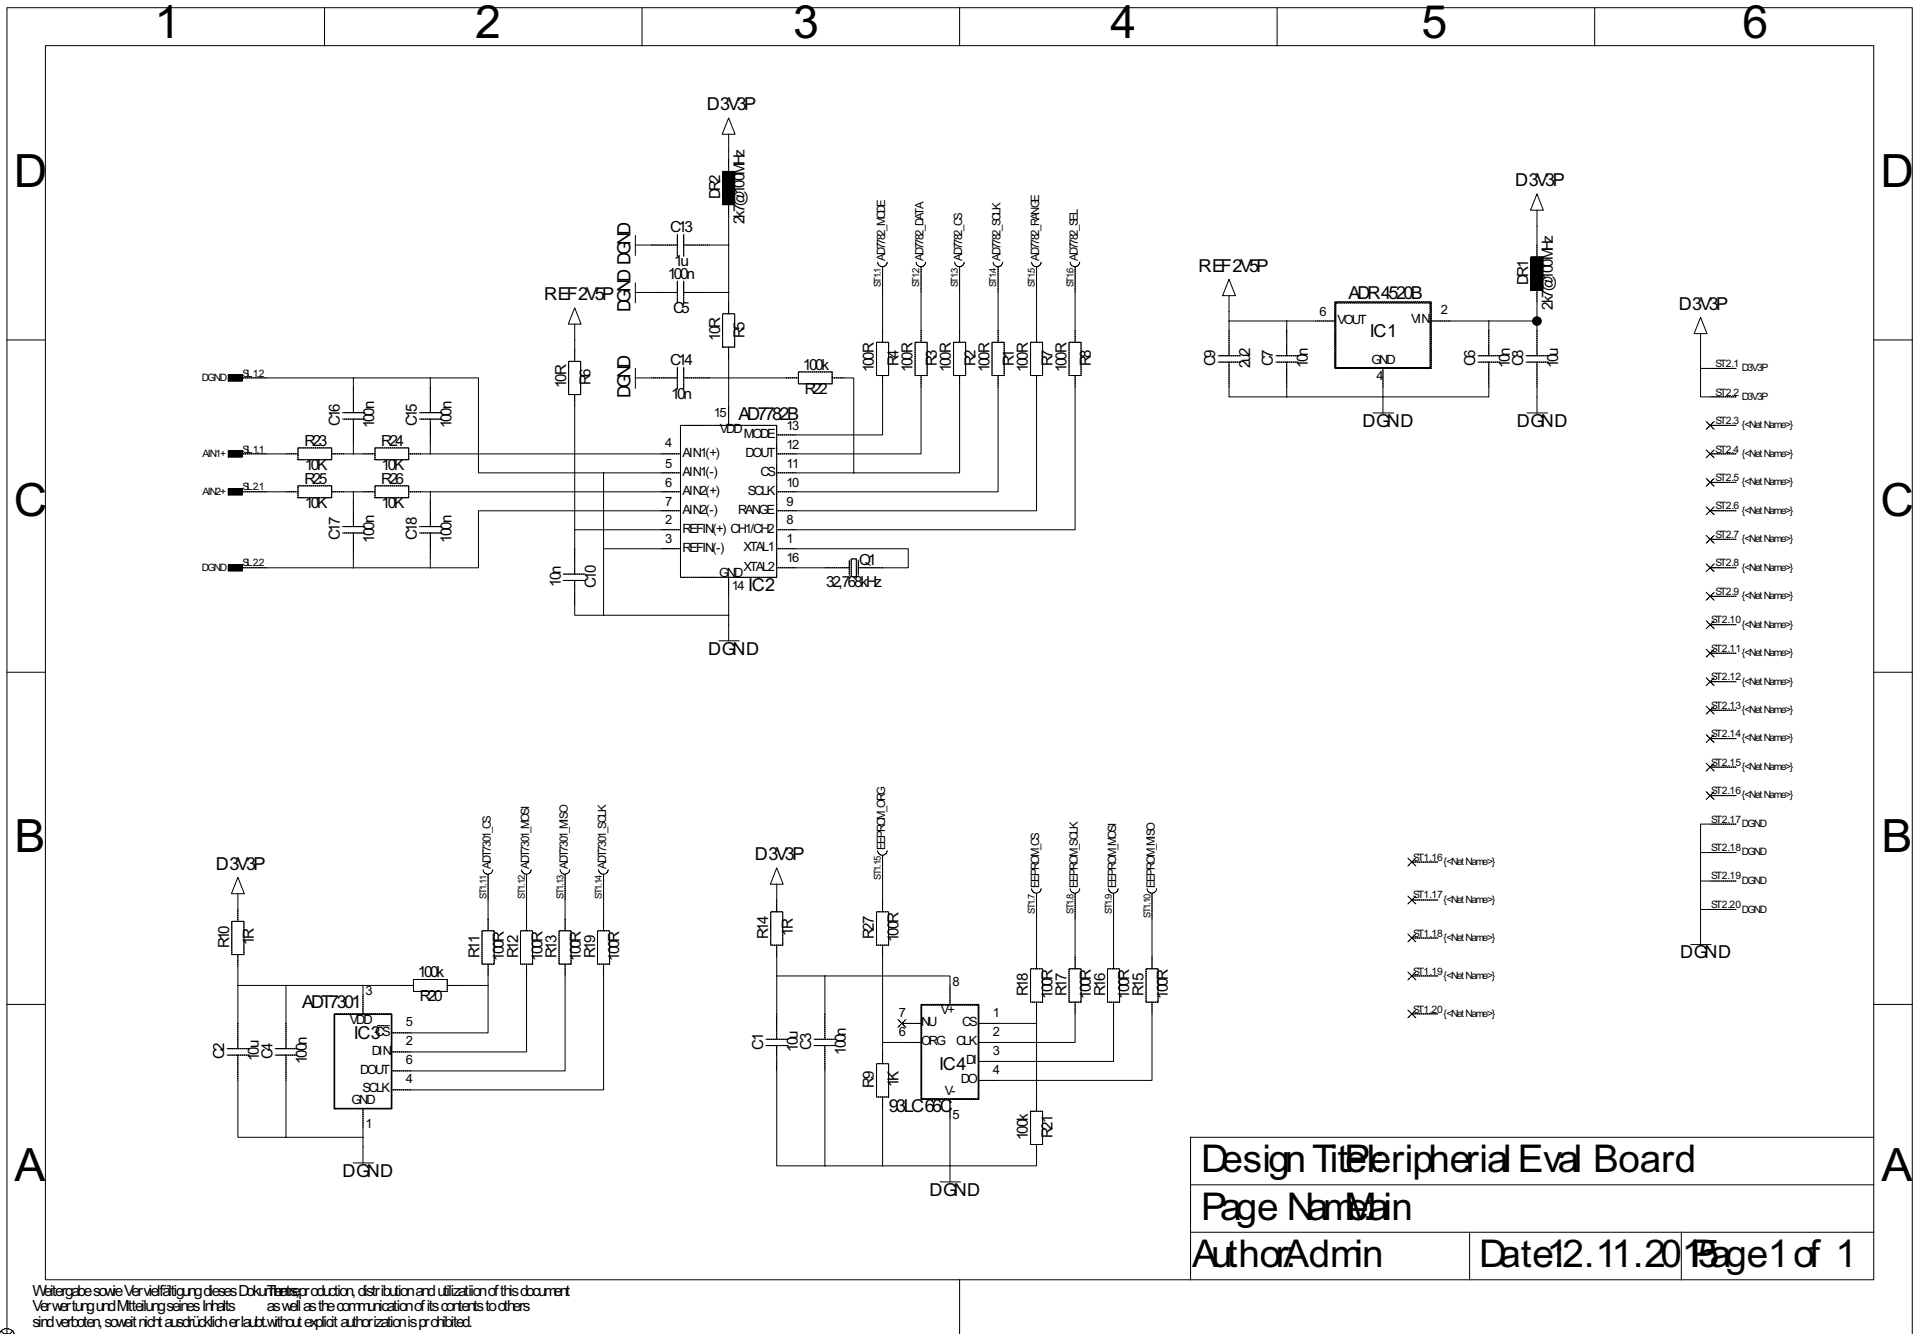 1 2 3 4 5 6
D D
C C
B B
A A
D3V3P
DR2
2k7@100MHz
DGND
C13
1u
DGND
100n
C5
REF2V5P
10R
R5
10R
R6
DGND
C14
10n
100k
R22
ST1.1 AD7782_MODE
ST1.2 AD7782_DATA
ST1.3 AD7782_CS
ST1.4 AD7782_SCLK
ST1.5 AD7782_RANGE
ST1.6 AD7782_SEL
100R R4
100R R3
100R R2
100R R1
100R R7
100R R8
DGND SL1.2
AIN1+ SL1.1
AIN2+ SL2.1
DGND SL2.2
C16 100n
C15 100n
R23 10K
R24 10K
R25 10K
R26 10K
C17 100n
C18 100n
10n C10
AD7782B
15 VDD
MODE 13
4 AIN1(+) DOUT 12
5 AIN1(-) CS 11
6 AIN2(+) SCLK 10
7 AIN2(-) RANGE 9
2 REFIN(+) CH1/CH2 8
3 REFIN(-) XTAL1 1
XTAL2 16
GND 14
IC2
Q1
32,768kHz
DGND
REF2V5P
D3V3P
DR1
2k7@100MHz
ADR4520B
6 VOUT VIN 2
IC1
GND
4
C9 2U2
C7 10n
C6 10n
C8 10u
DGND
DGND
D3V3P
ST2.1 D3V3P
ST2.2 D3V3P
ST2.3 {<Net Name>}
ST2.4 {<Net Name>}
ST2.5 {<Net Name>}
ST2.6 {<Net Name>}
ST2.7 {<Net Name>}
ST2.8 {<Net Name>}
ST2.9 {<Net Name>}
ST2.10 {<Net Name>}
ST2.11 {<Net Name>}
ST2.12 {<Net Name>}
ST2.13 {<Net Name>}
ST2.14 {<Net Name>}
ST2.15 {<Net Name>}
ST2.16 {<Net Name>}
ST2.17 DGND
ST2.18 DGND
ST2.19 DGND
ST2.20 DGND
DGND
D3V3P
R10 1R
ST1.11 ADT7301_CS
ST1.12 ADT7301_MOSI
ST1.13 ADT7301_MISO
ST1.14 ADT7301_SCLK
R11 100R
R12 100R
R13 100R
R19 100R
100k
R20
ADT7301
3 VDD
IC3
CS 5
DIN 2
DOUT 6
SCLK 4
GND
1
C2 10u
C4 100n
DGND
D3V3P
R14 1R
ST1.15 EEPROM_ORG
R27 100R
ST1.7 EEPROM_CS
ST1.8 EEPROM_SCLK
ST1.9 EEPROM_MOSI
ST1.10 EEPROM_MISO
R18 100R
R17 100R
R16 100R
R15 100R
8 V+
7 NU CS 1
6 ORG CLK 2
IC4 DI 3
DO 4
V-
5
93LC66C
C1 10u
C3 100n
R9 1K
100k R21
DGND
ST1.16 {<Net Name>}
ST1.17 {<Net Name>}
ST1.18 {<Net Name>}
ST1.19 {<Net Name>}
ST1.20 {<Net Name>}
Design Titel: Peripherial Eval Board
Page Name: Main
Author: Admin Date: 12.11.2015 Page 1 of 1
Weitergabe sowie Vervielfältigung dieses Dokumentes,
Verwertung und Mitteilung seines Inhalts
sind verboten, soweit nicht ausdrücklich erlaubt.
The reproduction, distribution and utilizatiion of this document
as well as the communication of its contents to others
without explicit authorization is prohibited.